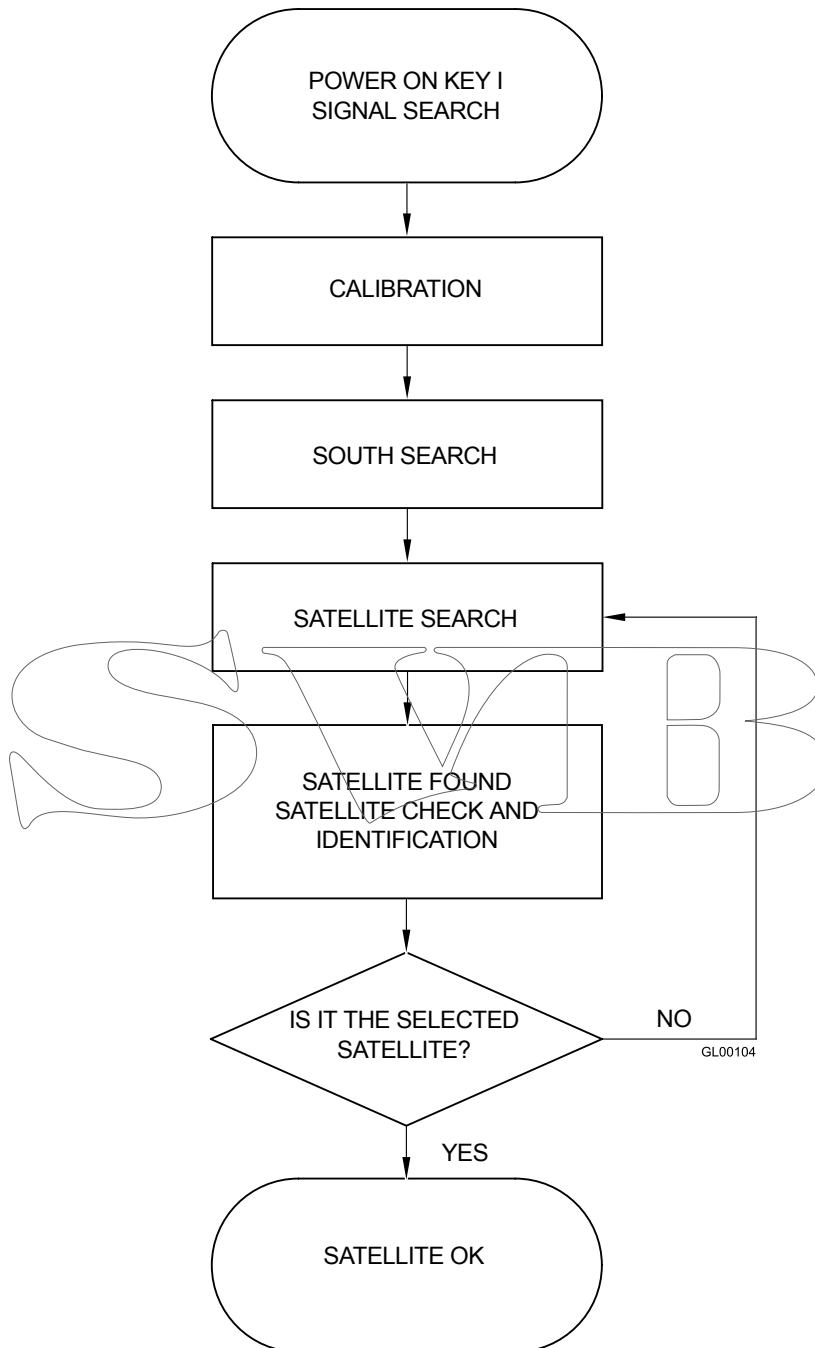 POWER ON KEY I
SIGNAL SEARCH
CALIBRATION
SOUTH SEARCH
SATELLITE SEARCH
SVB
SATELLITE FOUND
SATELLITE CHECK AND
IDENTIFICATION
IS IT THE SELECTED
SATELLITE?
NO
GL00104
YES
SATELLITE OK